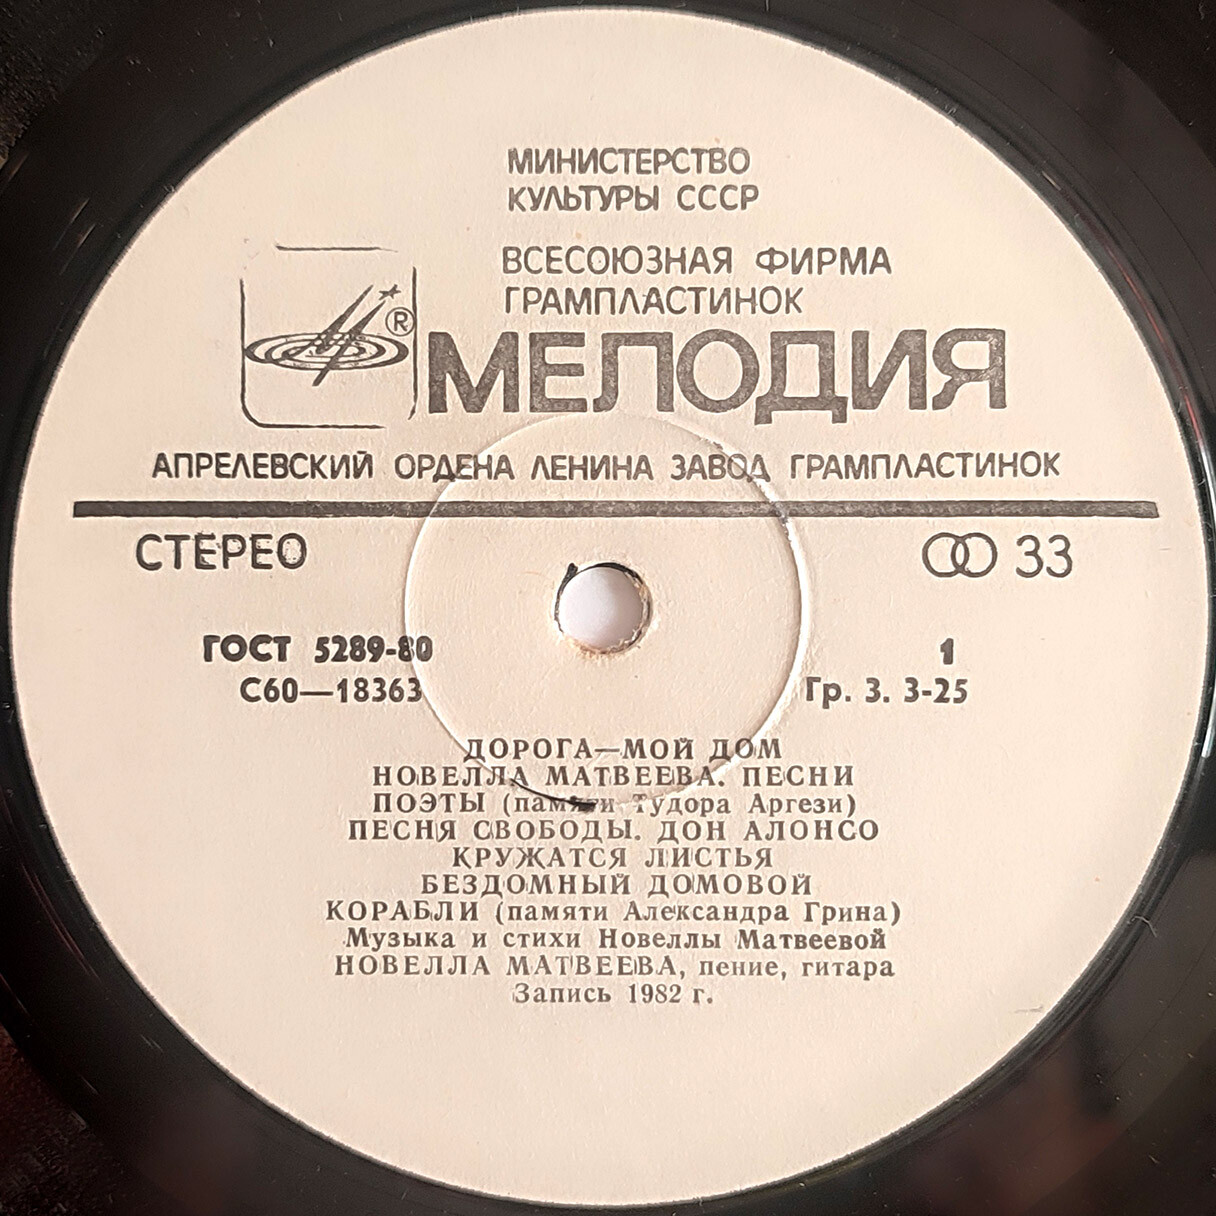 МИНИСТЕРСТВО
КУЛЬТУРЫ СССР
ВСЕСОЮЗНАЯ ФИРМА
ГРАМПЛАСТИНОК
®
МЕЛОДИЯ
АПРЕЛЕВСКИЙ ОРДЕНА ЛЕНИНА ЗАВОД ГРАМПЛАСТИНОК
СТЕРЕО 33
ГОСТ 5289-80 1
С60—18363 Гр. 3. 3-25
ДОРОГА—МОЙ ДОМ
НОВЕЛЛА МАТВЕЕВА. ПЕСНИ
ПОЭТЫ (памяти Тудора Аргези)
ПЕСНЯ СВОБОДЫ. ДОН АЛОНСО
КРУЖАТСЯ ЛИСТЬЯ
БЕЗДОМНЫЙ ДОМОВОЙ
КОРАБЛИ (памяти Александра Грина)
Музыка и стихи Новеллы Матвеевой
НОВЕЛЛА МАТВЕЕВА, пение, гитара
Запись 1982 г.